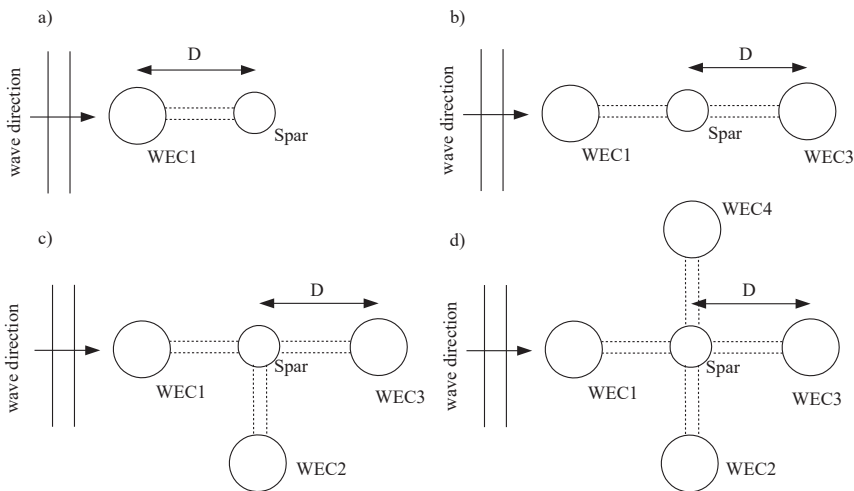 a)
D
wave direction
WEC1
Spar
b)
D
wave direction
WEC1
Spar
WEC3
c)
D
wave direction
WEC1
Spar
WEC3
WEC2
d)
WEC4
D
wave direction
WEC1
Spar
WEC3
WEC2